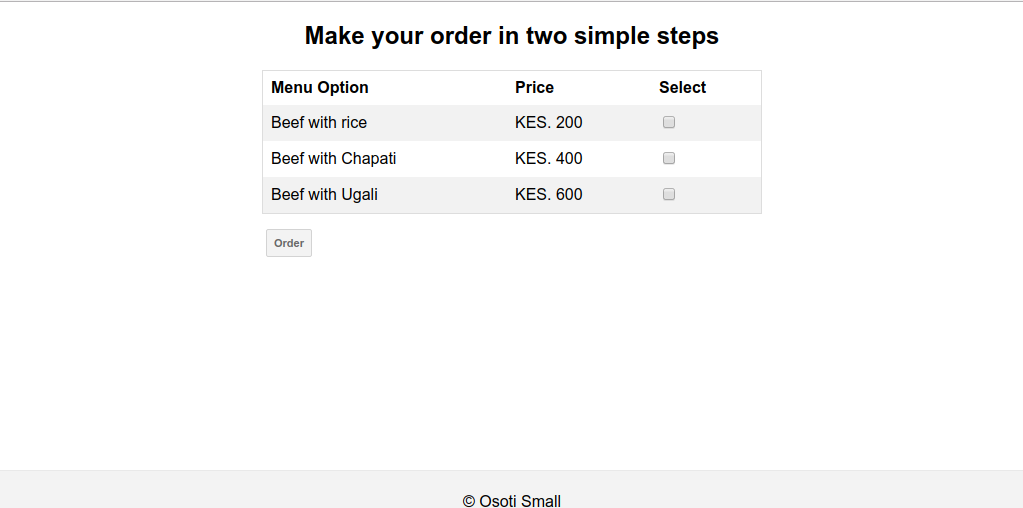 Make your order in two simple steps
Menu Option Price Select
Beef with rice KES. 200
Beef with Chapati KES. 400
Beef with Ugali KES. 600
Order
© Osoti Small